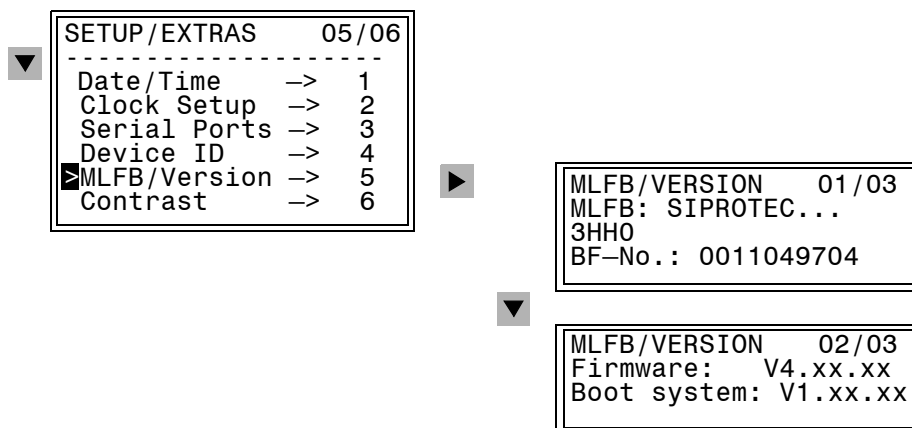 SETUP/EXTRAS 05/06
--------------------
Date/Time —> 1
Clock Setup —> 2
Serial Ports —> 3
Device ID —> 4
>MLFB/Version —> 5
Contrast —> 6
MLFB/VERSION 01/03
MLFB: SIPROTEC...
3HH0
BF—No.: 0011049704
MLFB/VERSION 02/03
Firmware: V4.xx.xx
Boot system: V1.xx.xx